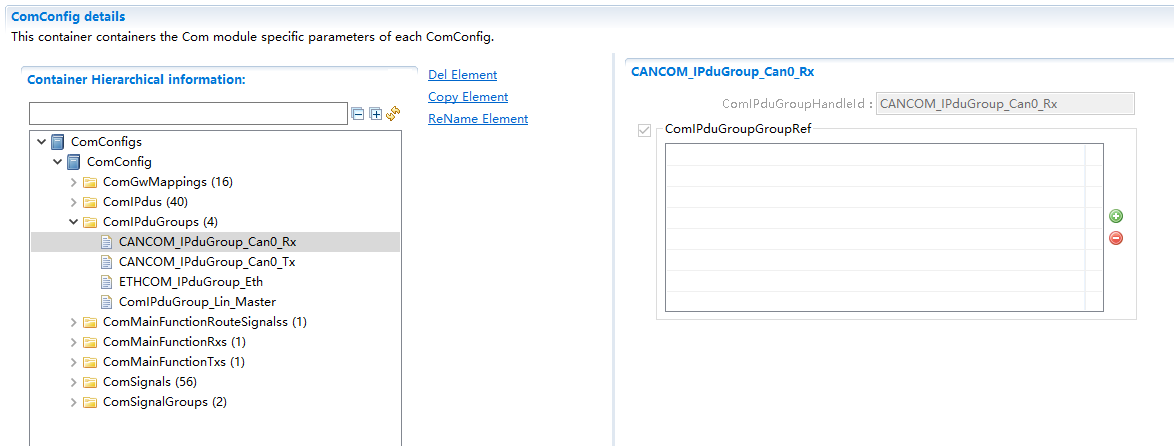 ComConfig details
This container containers the Com module specific parameters of each ComConfig.
Container Hierarchical information:
Del Element
Copy Element
ReName Element
ComConfigs
ComConfig
ComGwMappings (16)
ComIPdus (40)
ComIPduGroups (4)
CANCOM_IPduGroup_Can0_Rx
CANCOM_IPduGroup_Can0_Tx
ETHCOM_IPduGroup_Eth
ComIPduGroup_Lin_Master
ComMainFunctionRouteSignalss (1)
ComMainFunctionRxs (1)
ComMainFunctionTxs (1)
ComSignals (56)
ComSignalGroups (2)
CANCOM_IPduGroup_Can0_Rx
ComIPduGroupHandleId : CANCOM_IPduGroup_Can0_Rx
ComIPduGroupGroupRef